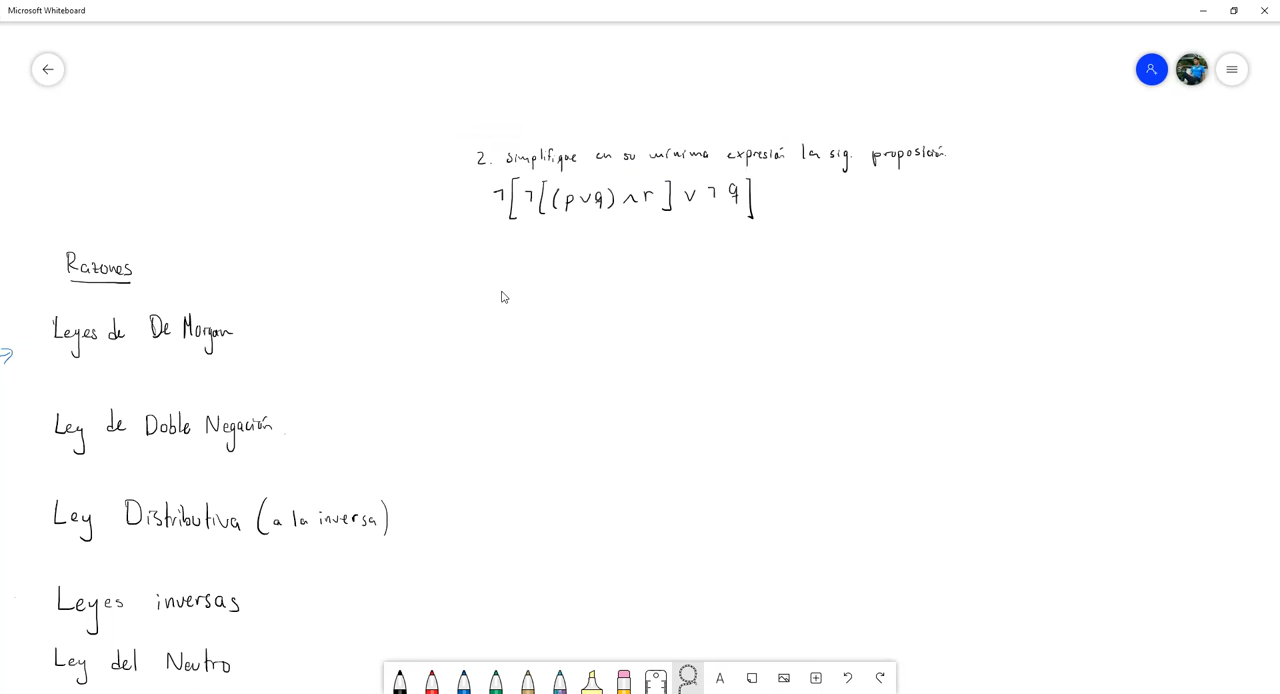 Microsoft Whiteboard
2. simplifique en su mínima expresión la sig. proposición.
¬[¬[(p∨q)∧r]∨¬q]
Razones
Leyes de De Morgan
Ley de Doble Negación.
Ley Distributiva (a la inversa)
Leyes inversas
Ley del Neutro
A